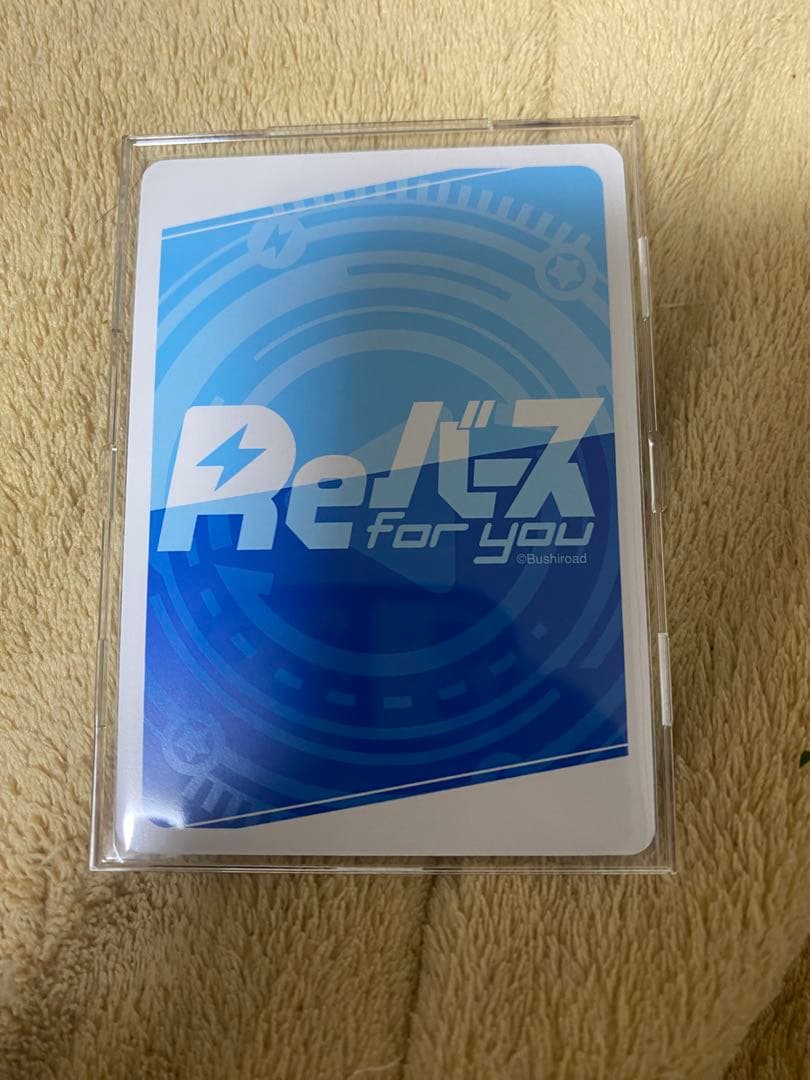 Reバース
for you
©Bushiroad